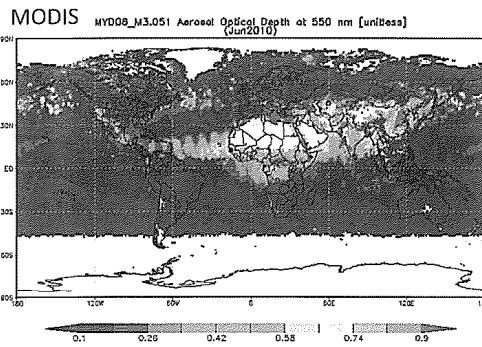 MODIS
MYD08_M3.051 Aerosol Optical Depth at 550 nm [unitless]
(Jun2010)
90N
60N
30N
EQ
30S
60S
90S
180 120W 60W 0 60E 120E
0.1 0.26 0.42 0.58 0.74 0.9